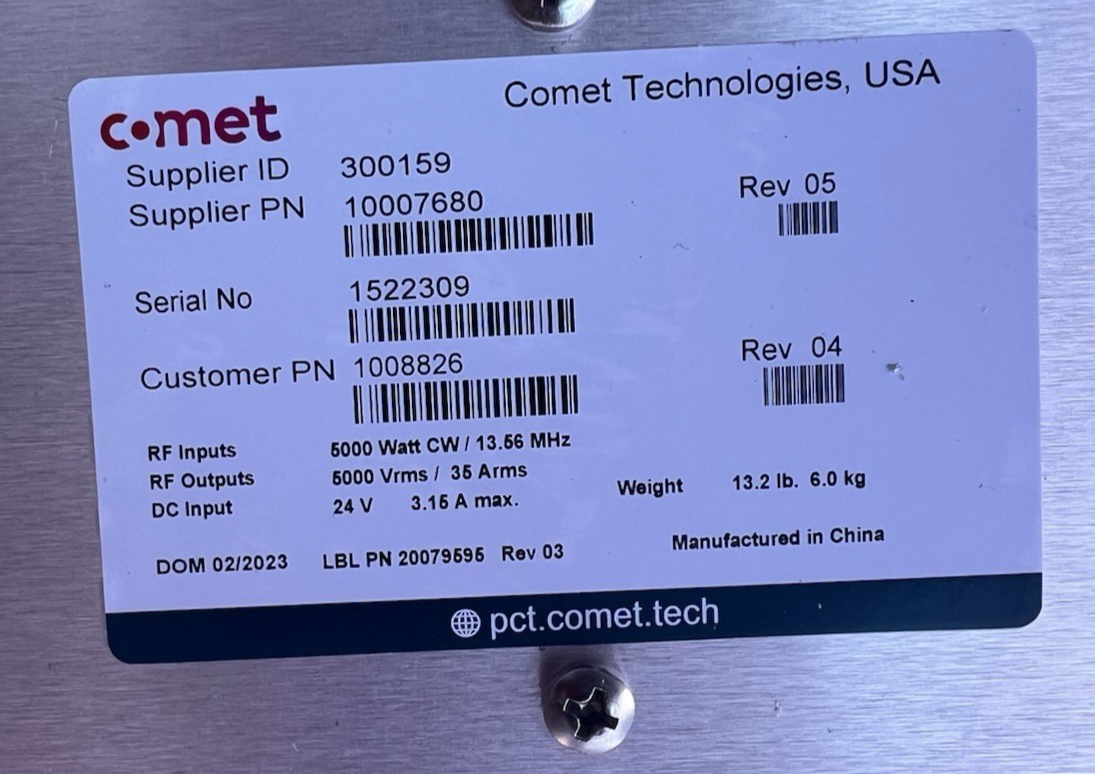 comet
Comet Technologies, USA
Supplier ID 300159
Supplier PN 10007680 Rev 05
Serial No 1522309
Customer PN 1008826 Rev 04
RF Inputs 5000 Watt CW / 13.56 MHz
RF Outputs 5000 Vrms / 35 Arms
DC Input 24 V 3.15 A max.
Weight 13.2 lb. 6.0 kg
DOM 02/2023 LBL PN 20079595 Rev 03
Manufactured in China
pct.comet.tech